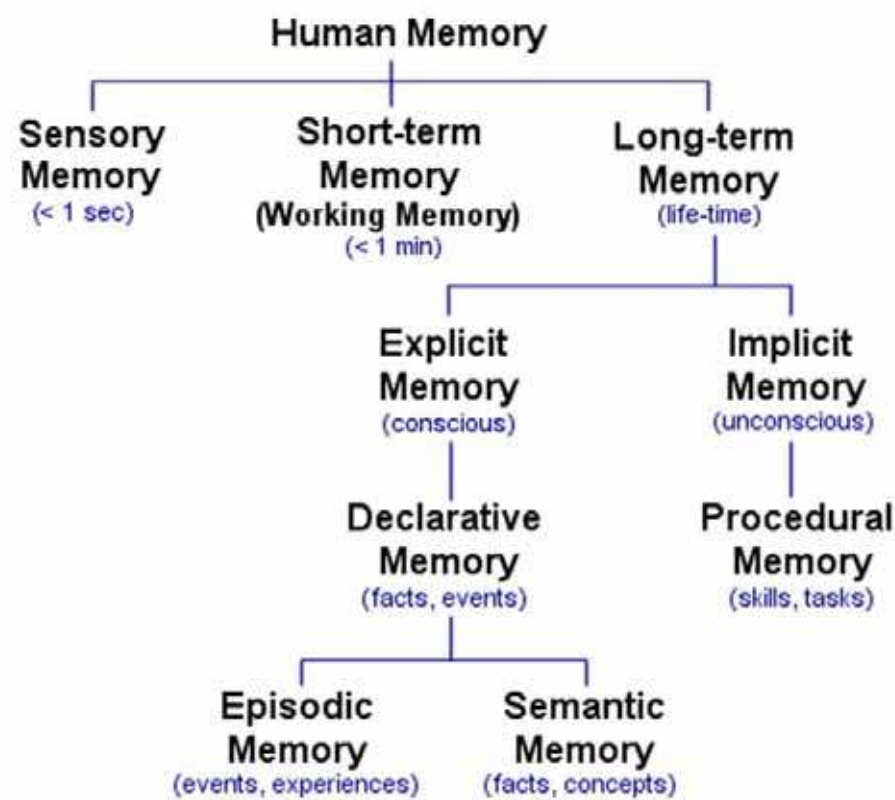 Human Memory
Sensory
Memory
(< 1 sec)
Short-term
Memory
(Working Memory)
(< 1 min)
Long-term
Memory
(life-time)
Explicit
Memory
(conscious)
Implicit
Memory
(unconscious)
Declarative
Memory
(facts, events)
Procedural
Memory
(skills, tasks)
Episodic
Memory
(events, experiences)
Semantic
Memory
(facts, concepts)